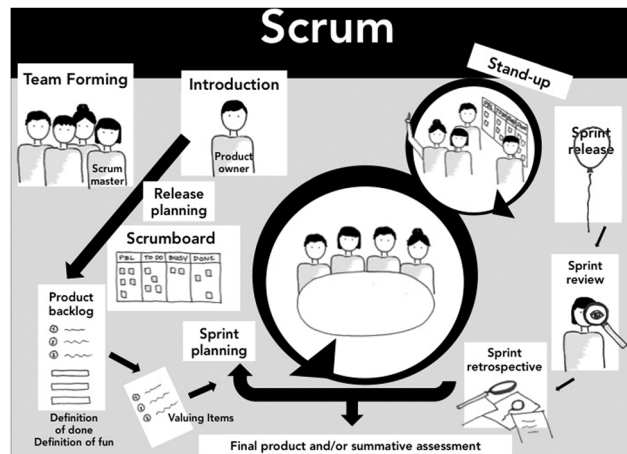 Scrum
Team Forming
Scrum
master
Introduction
Product
owner
Stand-up
Sprint
release
Release
planning
Scrumboard
PBL TO DO BUSY DONE
Product
backlog
Sprint
planning
Sprint
review
Sprint
retrospective
Definition
of done
Definition of fun
Valuing Items
Final product and/or summative assessment